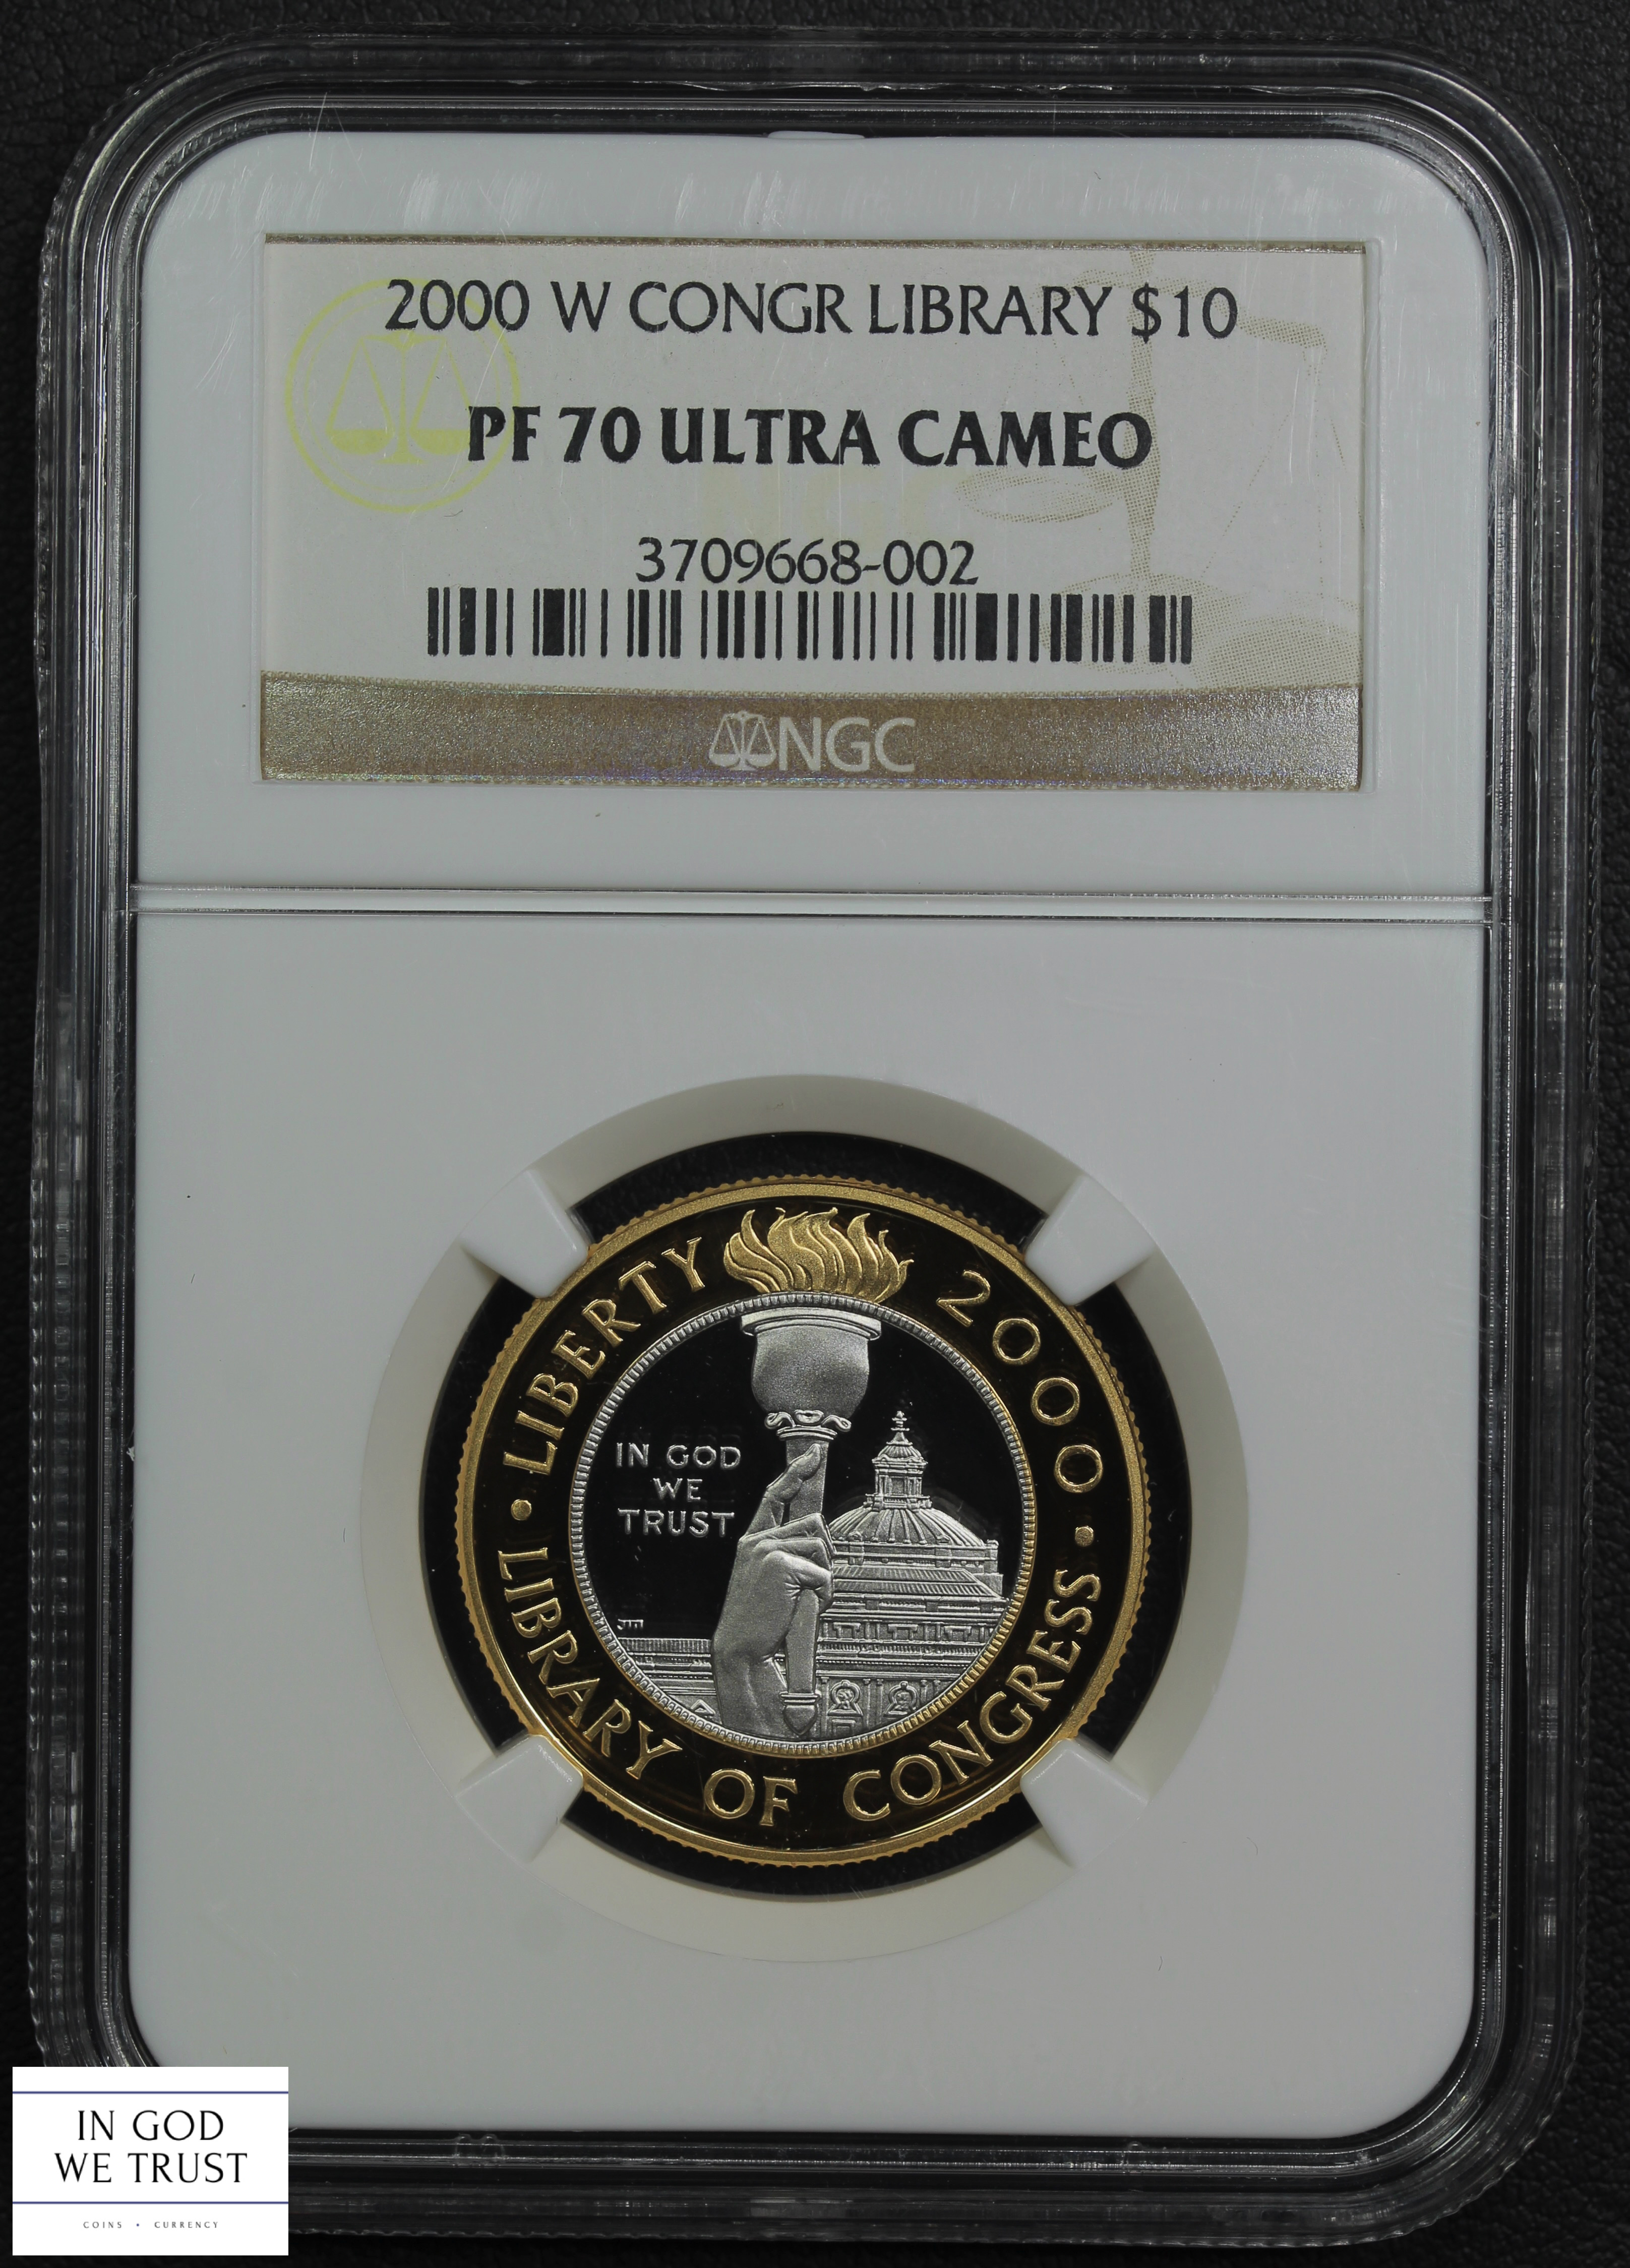 2000 W CONGR LIBRARY $10
PF 70 ULTRA CAMEO
3709668-002
NGC
LIBERTY 2000
IN GOD
WE
TRUST
• LIBRARY OF CONGRESS •
IN GOD
WE TRUST
COINS • CURRENCY